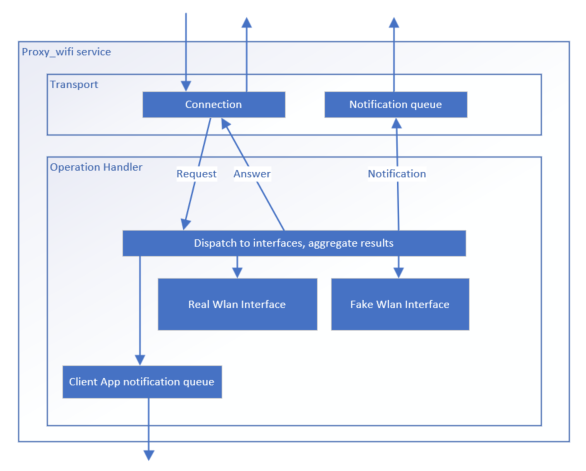 Proxy_wifi service
Transport
Connection
Notification queue
Operation Handler
Request
Answer
Notification
Dispatch to interfaces, aggregate results
Real Wlan Interface
Fake Wlan Interface
Client App notification queue